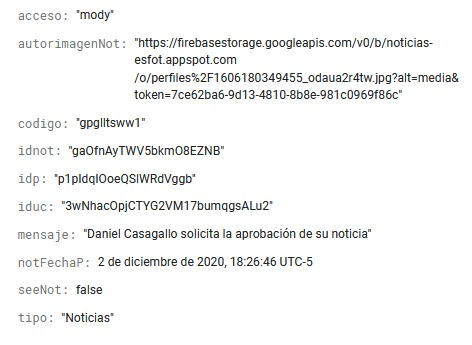 acceso: "mody"
autorimagenNot: "https://firebasestorage.googleapis.com/v0/b/noticias-
esfot.appspot.com
/o/perfiles%2F1606180349455_odaua2r4tw.jpg?alt=media&
token=7ce62ba6-9d13-4810-8b8e-981c0969f86c"
codigo: "gpglltsww1"
idnot: "gaOfnAyTWV5bkmO8EZNB"
idp: "p1pIdqIOoeQSlWRdVggb"
iduc: "3wNhacOpjCTYG2VM17bumqgsALu2"
mensaje: "Daniel Casagallo solicita la aprobación de su noticia"
notFechaP: 2 de diciembre de 2020, 18:26:46 UTC-5
seeNot: false
tipo: "Noticias"